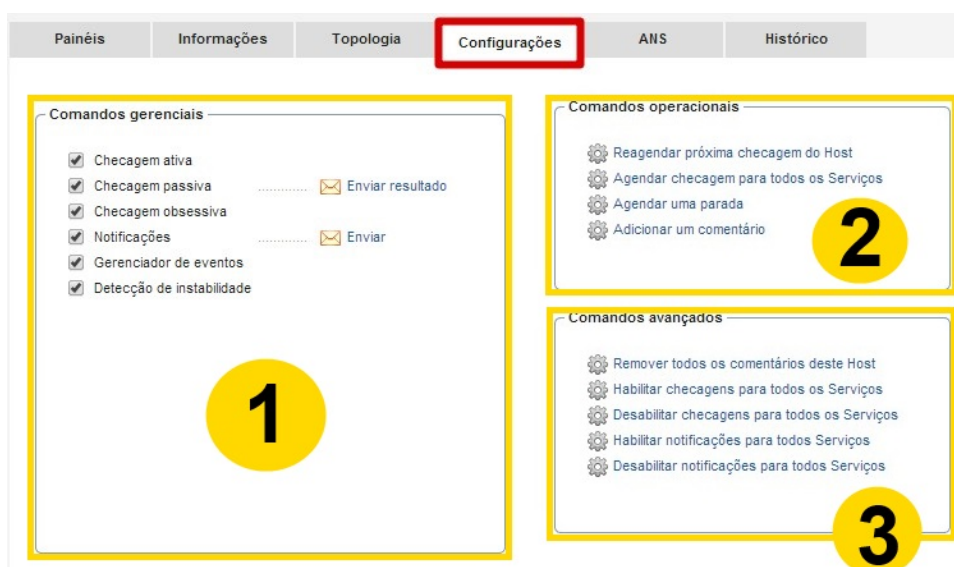 Painéis Informações Topologia Configurações ANS Histórico
Comandos gerenciais
Checagem ativa
Checagem passiva ............ Enviar resultado
Checagem obsessiva
Notificações ............ Enviar
Gerenciador de eventos
Detecção de instabilidade
1
Comandos operacionais
Reagendar próxima checagem do Host
Agendar checagem para todos os Serviços
Agendar uma parada
Adicionar um comentário
2
Comandos avançados
Remover todos os comentários deste Host
Habilitar checagens para todos os Serviços
Desabilitar checagens para todos os Serviços
Habilitar notificações para todos Serviços
Desabilitar notificações para todos Serviços
3